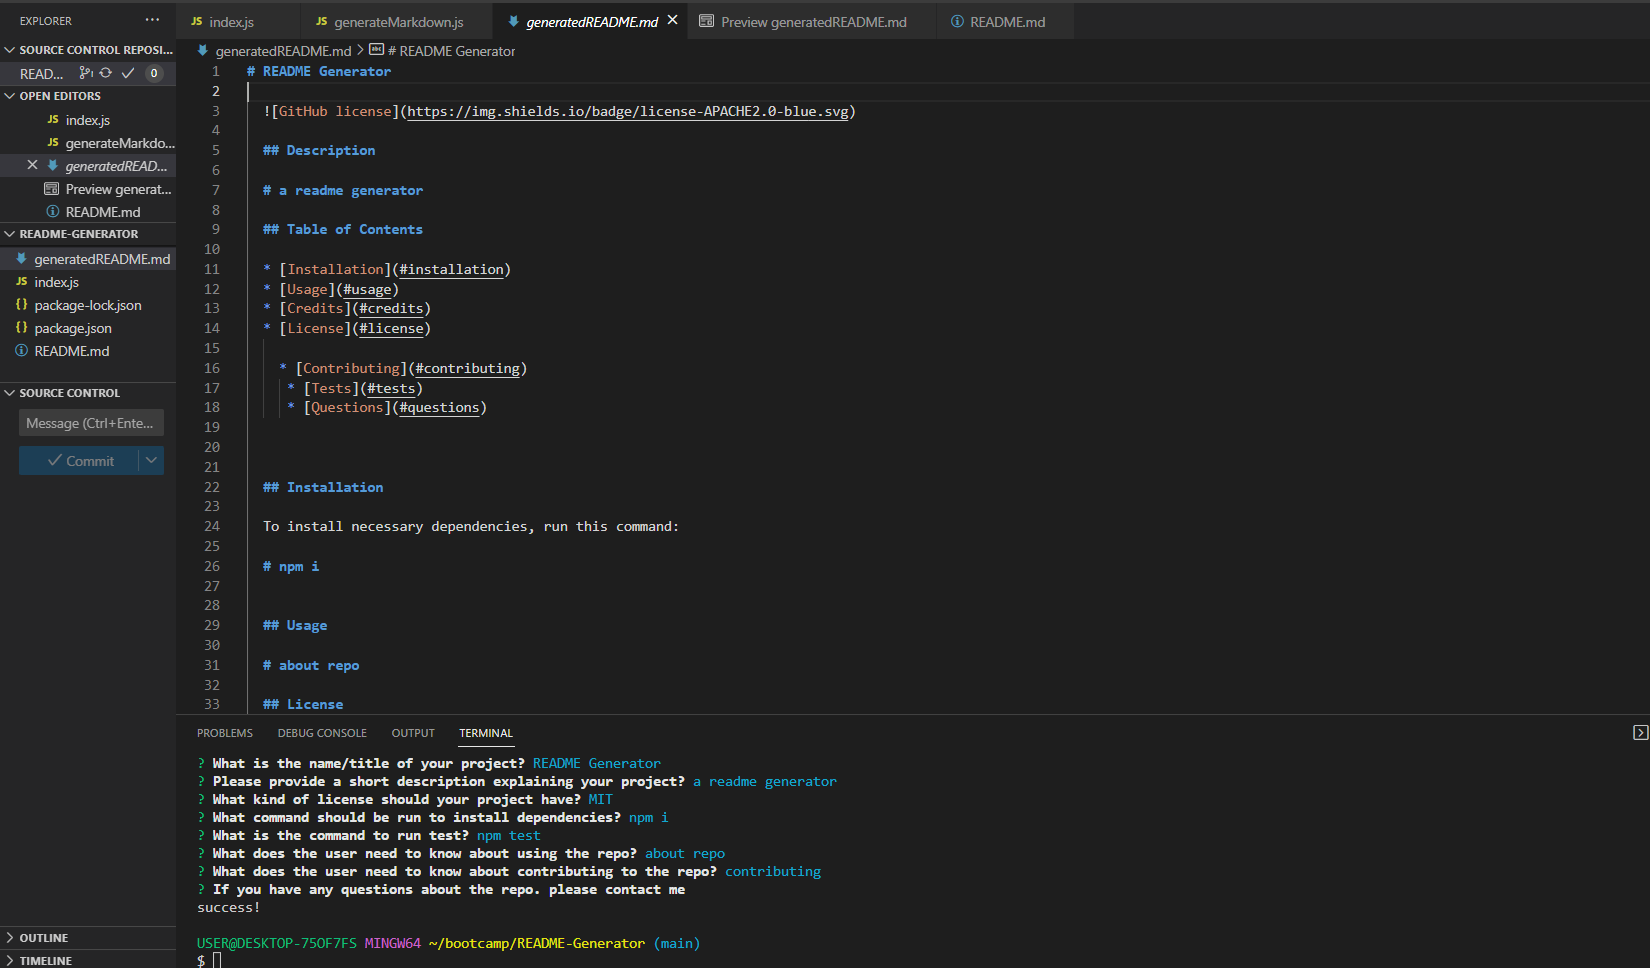 EXPLORER ···
SOURCE CONTROL REPOSI...
READ... 0
OPEN EDITORS
JS index.js
JS generateMarkdo...
generatedREAD...
Preview generat...
README.md
README-GENERATOR
generatedREADME.md
JS index.js
{} package-lock.json
{} package.json
README.md
SOURCE CONTROL
Message (Ctrl+Ente...
Commit
OUTLINE
TIMELINE
JS index.js
JS generateMarkdown.js
generatedREADME.md
Preview generatedREADME.md
README.md
generatedREADME.md > abc # README Generator
1 # README Generator
2
3 ![GitHub license](https://img.shields.io/badge/license-APACHE2.0-blue.svg)
4
5 ## Description
6
7 # a readme generator
8
9 ## Table of Contents
10
11 * [Installation](#installation)
12 * [Usage](#usage)
13 * [Credits](#credits)
14 * [License](#license)
15
16 * [Contributing](#contributing)
17 * [Tests](#tests)
18 * [Questions](#questions)
19
20
21
22 ## Installation
23
24 To install necessary dependencies, run this command:
25
26 # npm i
27
28
29 ## Usage
30
31 # about repo
32
33 ## License
PROBLEMS DEBUG CONSOLE OUTPUT TERMINAL
? What is the name/title of your project? README Generator
? Please provide a short description explaining your project? a readme generator
? What kind of license should your project have? MIT
? What command should be run to install dependencies? npm i
? What is the command to run test? npm test
? What does the user need to know about using the repo? about repo
? What does the user need to know about contributing to the repo? contributing
? If you have any questions about the repo. please contact me
success!
USER@DESKTOP-75OF7FS MINGW64 ~/bootcamp/README-Generator (main)
$